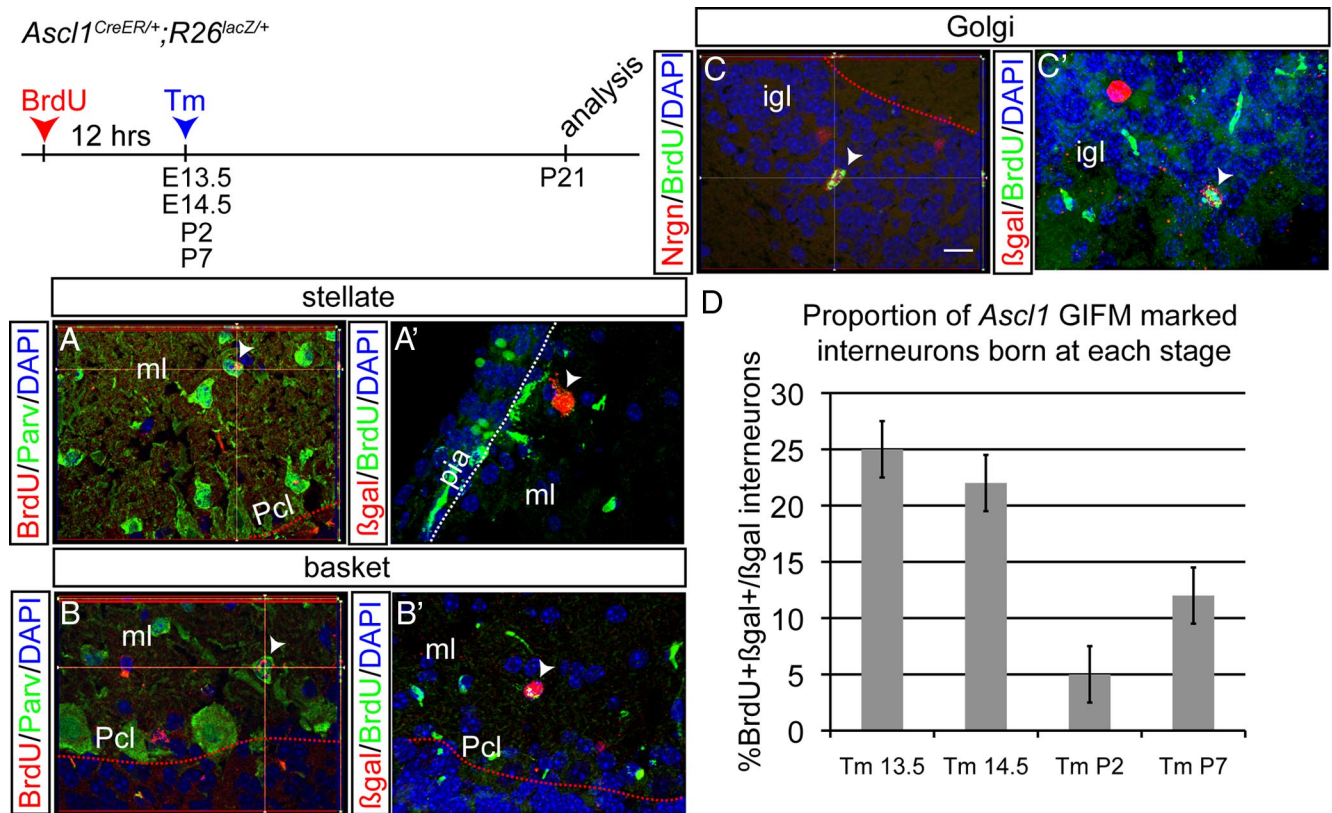 Ascl1CreER/+;R26lacZ/+
BrdU
Tm
12 hrs
analysis
E13.5
E14.5
P2
P7
P21
Golgi
Nrgn/BrdU/DAPI
C
igl
ßgal/BrdU/DAPI
C'
igl
stellate
BrdU/Parv/DAPI
A
ml
Pcl
ßgal/BrdU/DAPI
A'
pia
ml
basket
BrdU/Parv/DAPI
B
ml
Pcl
ßgal/BrdU/DAPI
B'
ml
Pcl
D
Proportion of Ascl1 GIFM marked
interneurons born at each stage
%BrdU+ßgal+/ßgal interneurons
30
25
20
15
10
5
0
Tm 13.5
Tm 14.5
Tm P2
Tm P7